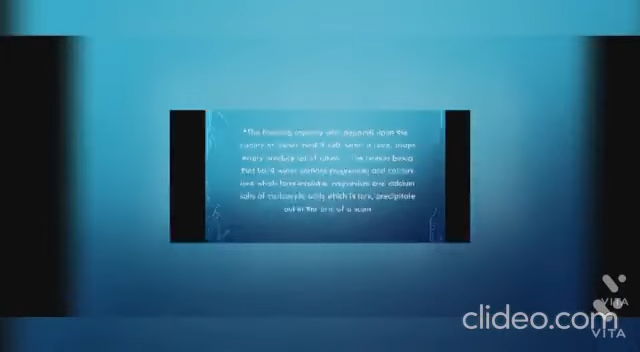 "The foaming capacity also depends upon the
nature of water used if soft water is used, soaps
easily produce lot of lather. The reason being
that hard water contains magnesium and calcium
ions which form insoluble magnesium and calcium
salts of carboxylic acids which in turn, precipitate
out in the form of a scum
VITA
clideo.com
VITA